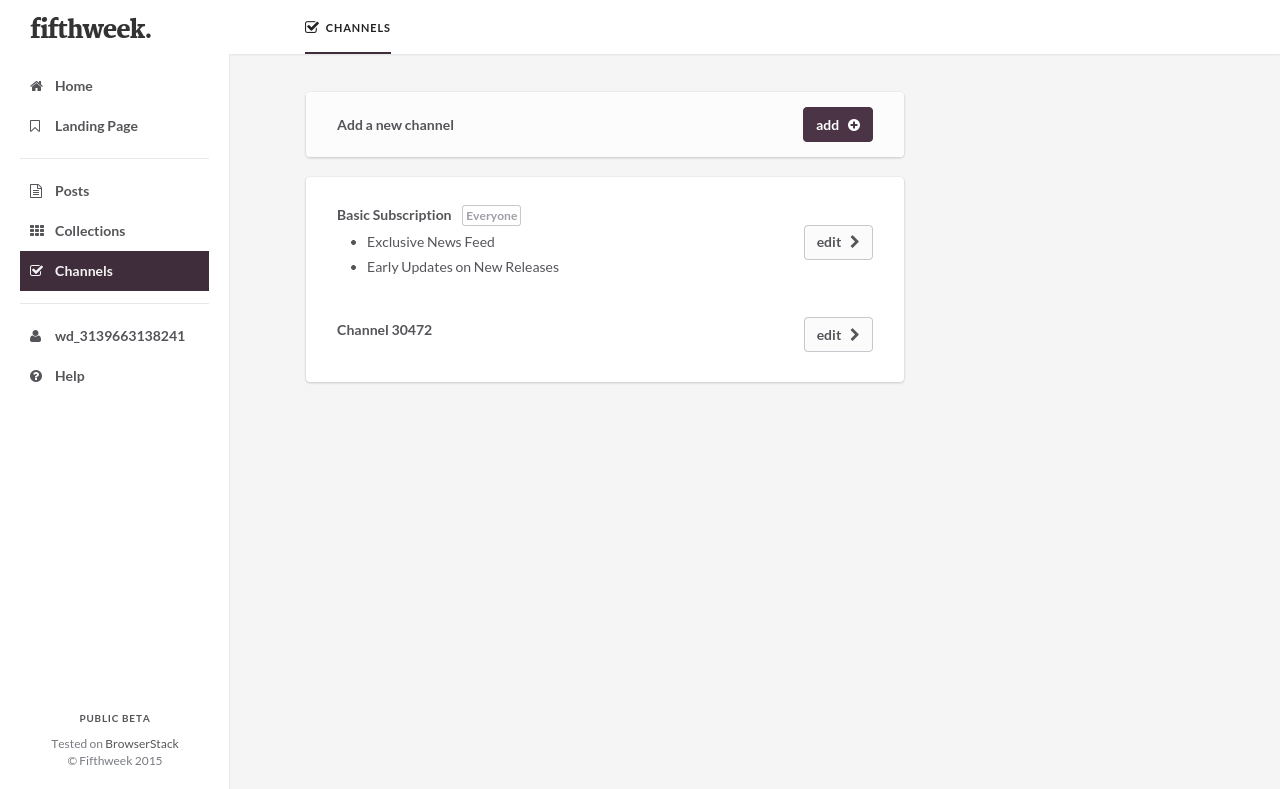 fifthweek.
CHANNELS
Home
Landing Page
Posts
Collections
Channels
wd_3139663138241
Help
PUBLIC BETA
Tested on BrowserStack
© Fifthweek 2015
Add a new channel
add
Basic Subscription Everyone
• Exclusive News Feed
• Early Updates on New Releases
edit
Channel 30472
edit